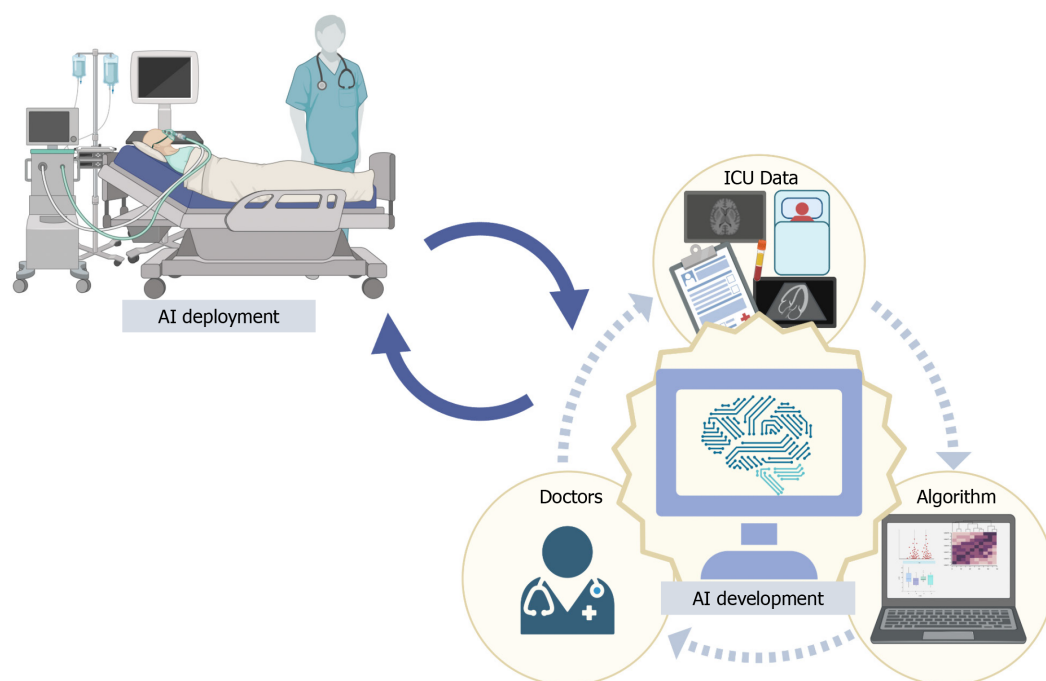 ICU Data
AI deployment
Doctors
Algorithm
AI development